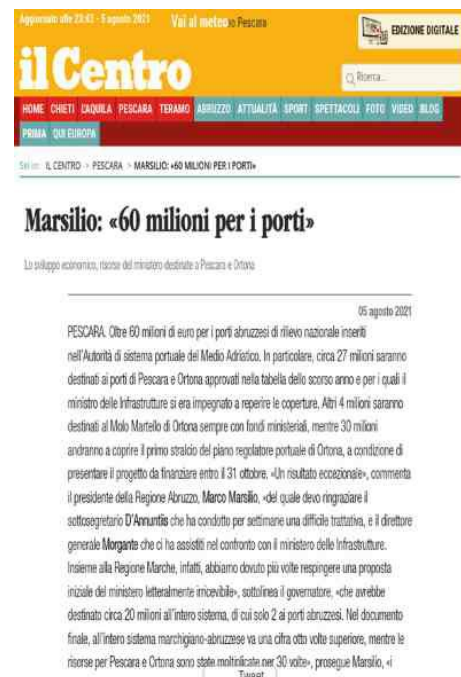 Aggiornato alle 23:43 - 5 agosto 2021
Vai al meteo Pescara
EDIZIONE DIGITALE
il Centro
Ricerca...
HOME CHIETI L'AQUILA PESCARA TERAMO ABRUZZO ATTUALITÀ SPORT SPETTACOLI FOTO VIDEO BLOG
PRIMA QUI EUROPA
Sei in: IL CENTRO > PESCARA > MARSILIO: «60 MILIONI PER I PORTI»
Marsilio: «60 milioni per i porti»
Lo sviluppo economico, risorse del ministero destinate a Pescara e Ortona
05 agosto 2021
PESCARA. Oltre 60 milioni di euro per i porti abruzzesi di rilievo nazionale inseriti
nell'Autorità di sistema portuale del Medio Adriatico. In particolare, circa 27 milioni saranno
destinati ai porti di Pescara e Ortona approvati nella tabella dello scorso anno e per i quali il
ministro delle Infrastrutture si era impegnato a reperire le coperture. Altri 4 milioni saranno
destinati al Molo Martello di Ortona sempre con fondi ministeriali, mentre 30 milioni
andranno a coprire il primo stralcio del piano regolatore portuale di Ortona, a condizione di
presentare il progetto da finanziare entro il 31 ottobre. «Un risultato eccezionale», commenta
il presidente della Regione Abruzzo, Marco Marsilio, «del quale devo ringraziare il
sottosegretario D'Annuntiis che ha condotto per settimane una difficile trattativa, e il direttore
generale Morgante che ci ha assistiti nel confronto con il ministero delle Infrastrutture.
Insieme alla Regione Marche, infatti, abbiamo dovuto più volte respingere una proposta
iniziale del ministero letteralmente irricevibile», sottolinea il governatore, «che avrebbe
destinato circa 20 milioni all'intero sistema, di cui solo 2 ai porti abruzzesi. Nel documento
finale, all'intero sistema marchigiano-abruzzese va una cifra otto volte superiore, mentre le
risorse per Pescara e Ortona sono state moltiplicate per 30 volte», prosegue Marsilio, «i
Tweet